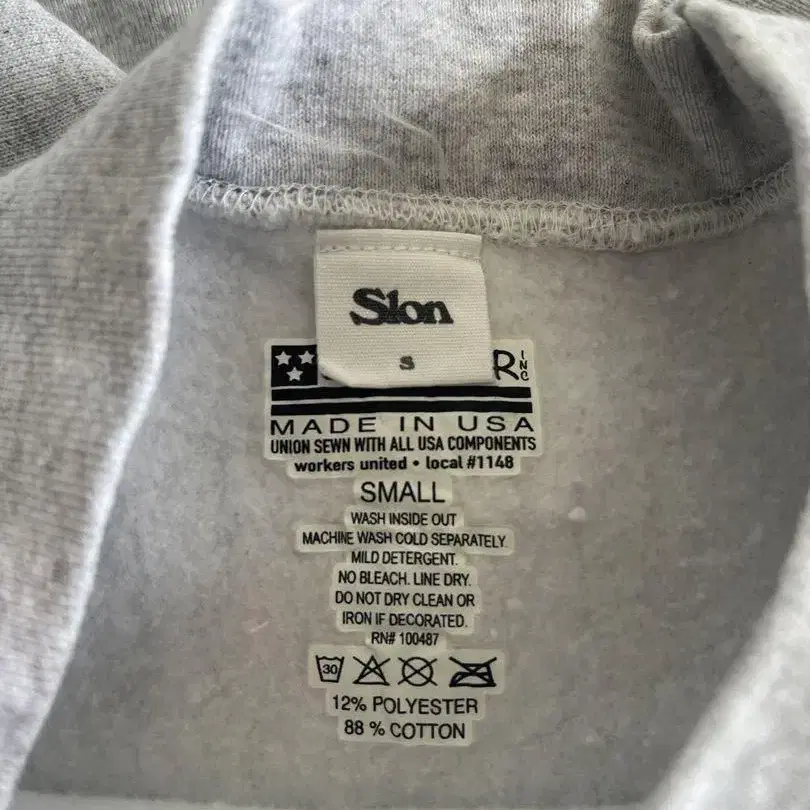 Slon
S
R INC
MADE IN USA
UNION SEWN WITH ALL USA COMPONENTS
workers united • local #1148
SMALL
WASH INSIDE OUT
MACHINE WASH COLD SEPARATELY.
MILD DETERGENT.
NO BLEACH. LINE DRY.
DO NOT DRY CLEAN OR
IRON IF DECORATED.
RN# 100487
30
12% POLYESTER
88 % COTTON